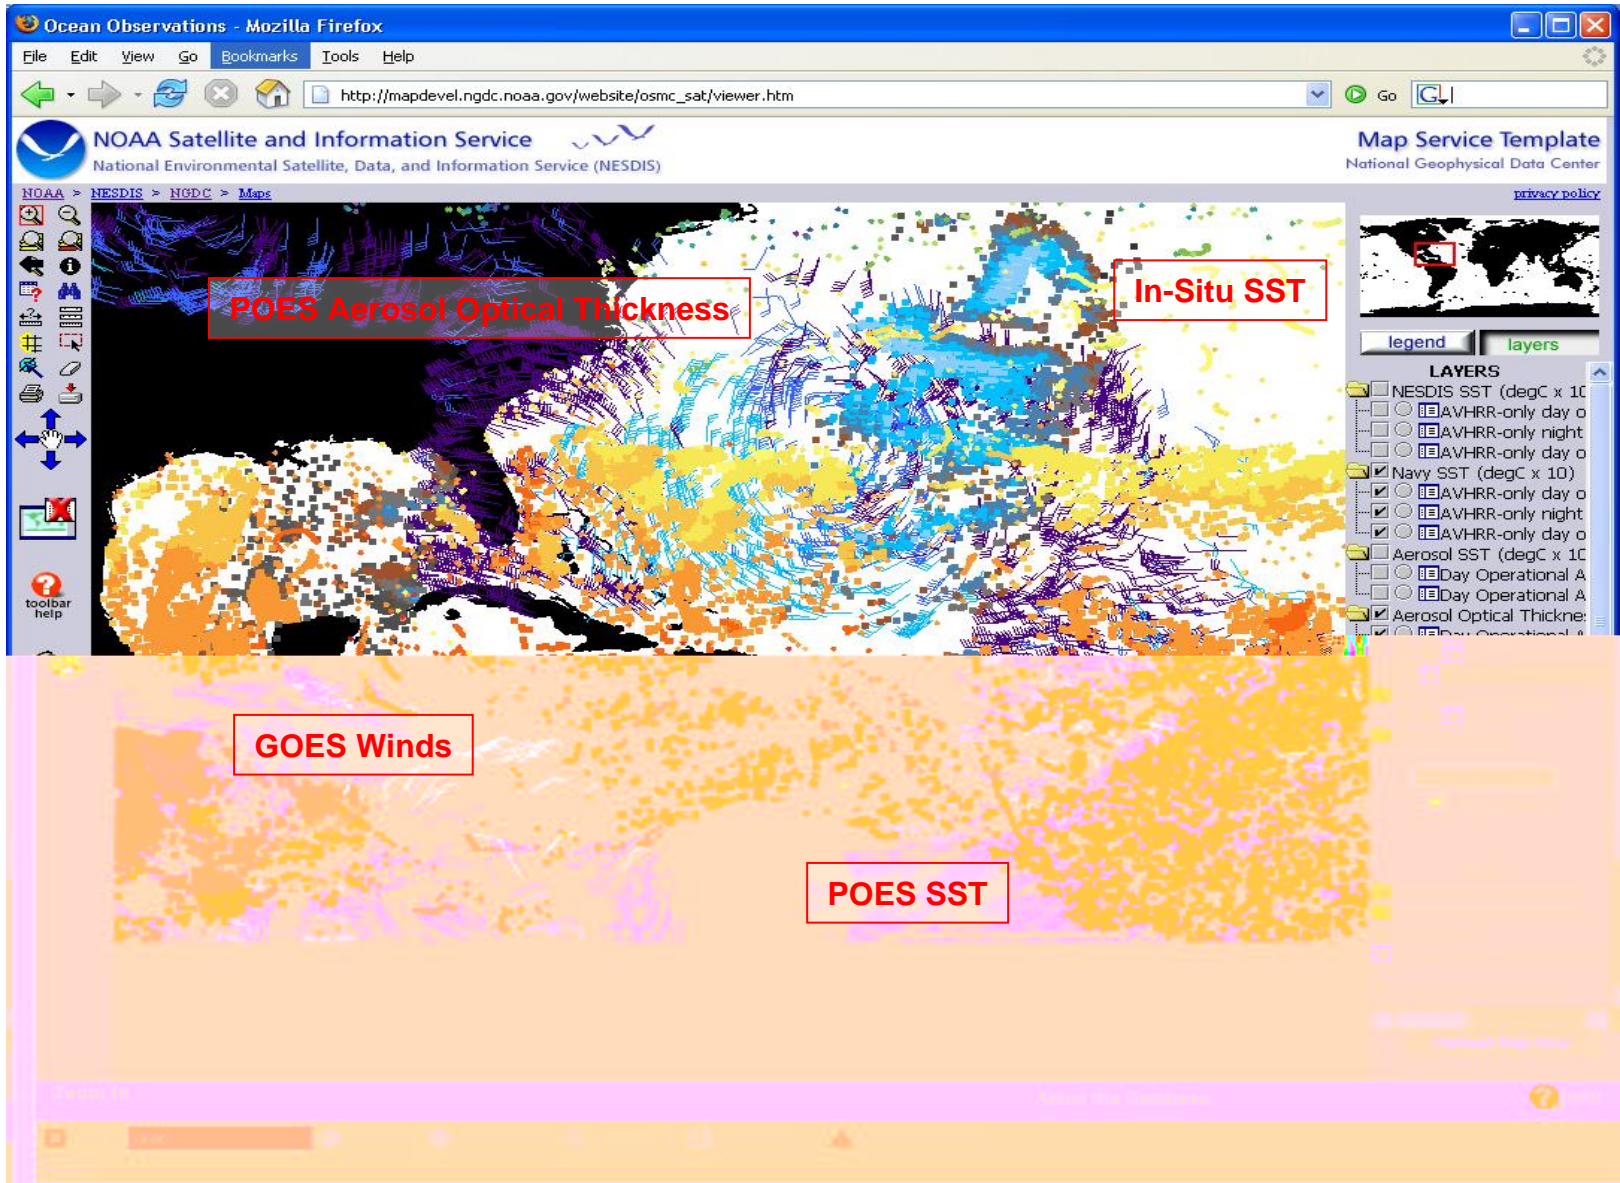 Ocean Observations - Mozilla Firefox
File Edit View Go Bookmarks Tools Help
http://mapdevel.ngdc.noaa.gov/website/osmc_sat/viewer.htm Go
NOAA Satellite and Information Service
National Environmental Satellite, Data, and Information Service (NESDIS)
Map Service Template
National Geophysical Data Center
NOAA > NESDIS > NGDC > Maps
privacy policy
POES Aerosol Optical Thickness
In-Situ SST
legend layers
LAYERS
NESDIS SST (degC x 10
AVHRR-only day o
AVHRR-only night
AVHRR-only day o
Navy SST (degC x 10)
AVHRR-only day o
AVHRR-only night
AVHRR-only day o
Aerosol SST (degC x 10
Day Operational A
Day Operational A
Aerosol Optical Thickne
Day Operational A
toolbar
help
GOES Winds
POES SST